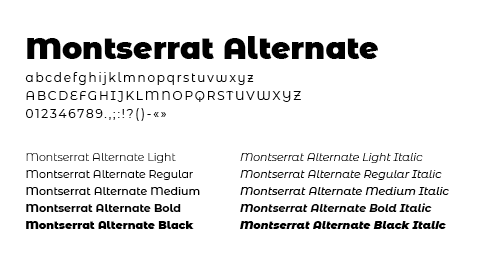 Montserrat Alternate
abcdefghijklmnopqrstuvwxyz
ABCDEFGHIJKLMNOPQRSTUVWXYZ
012346789.,;:!?()-«»
Montserrat Alternate Light
Montserrat Alternate Regular
Montserrat Alternate Medium
Montserrat Alternate Bold
Montserrat Alternate Black
Montserrat Alternate Light Italic
Montserrat Alternate Regular Italic
Montserrat Alternate Medium Italic
Montserrat Alternate Bold Italic
Montserrat Alternate Black Italic